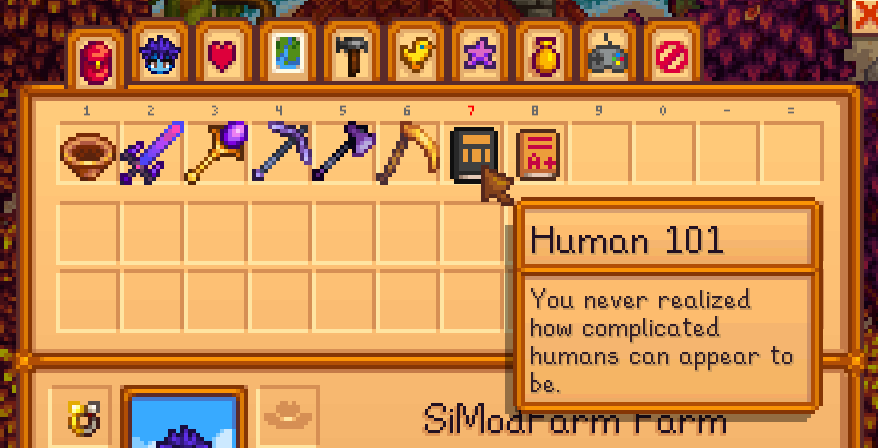 1 2 3 4 5 6 7 8 9 0 - =
A+
Human 101
You never realized
how complicated
humans can appear to
be.
SiModFarm Farm